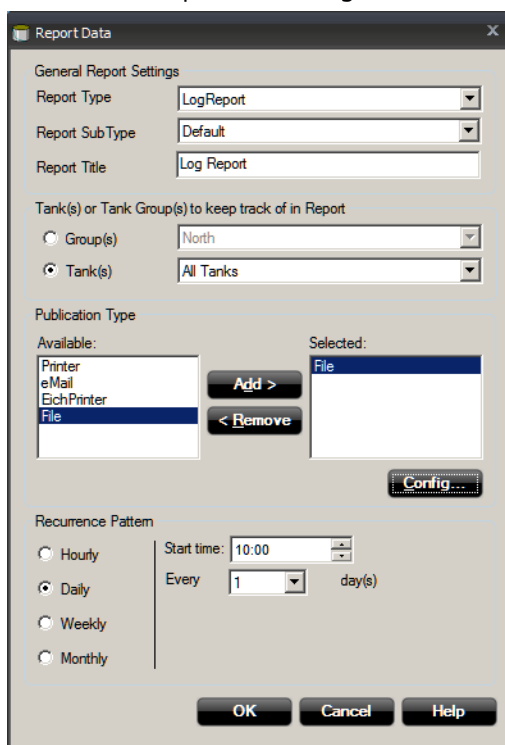 Report Data x
General Report Settings
Report Type LogReport
Report SubType Default
Report Title Log Report
Tank(s) or Tank Group(s) to keep track of in Report
Group(s) North
Tank(s) All Tanks
Publication Type
Available: Selected:
Printer File
eMail
EichPrinter
File
Add >
< Remove
Config...
Recurrence Pattern
Hourly Start time: 10:00
Daily Every 1 day(s)
Weekly
Monthly
OK Cancel Help